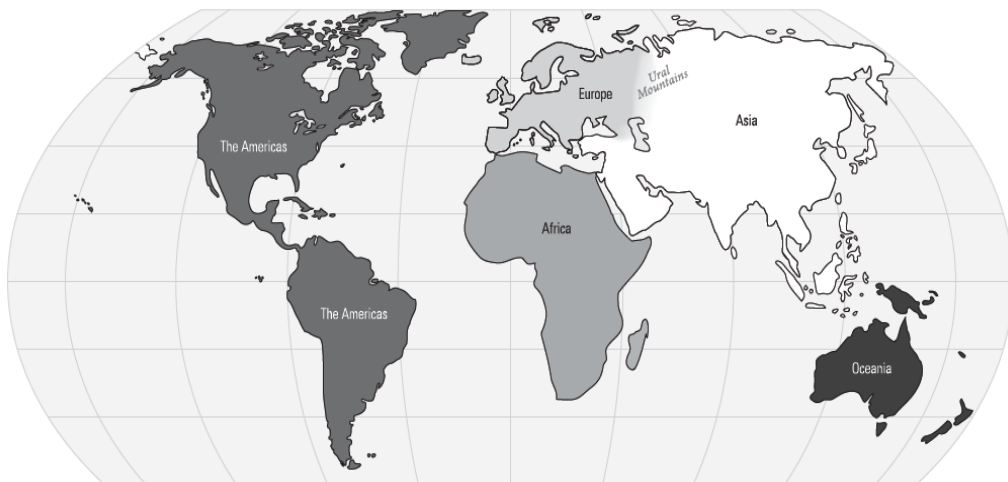 Ural
Mountains
Europe
Asia
The Americas
Africa
The Americas
Oceania